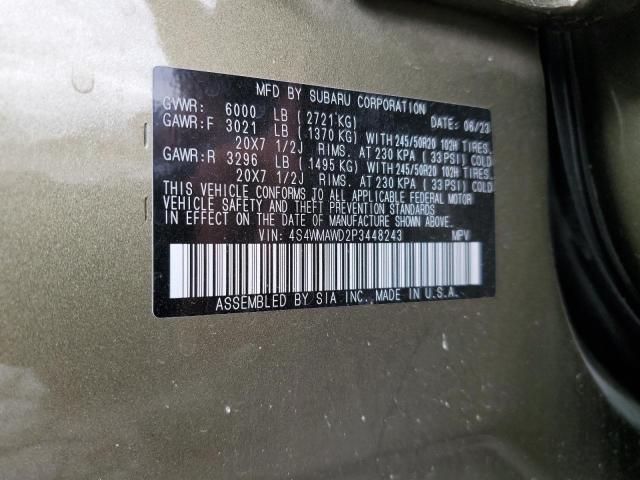 MFD BY SUBARU CORPORATION
GVWR: 6000 LB ( 2721 KG) DATE: 06/23
GAWR:F 3021 LB ( 1370 KG) WITH 245/50R20 102H TIRES,
20X7 1/2J RIMS. AT 230 KPA ( 33 PSI) COLD
GAWR:R 3296 LB ( 1495 KG) WITH 245/50R20 102H TIRES,
20X7 1/2J RIMS. AT 230 KPA ( 33 PSI) COLD
THIS VEHICLE CONFORMS TO ALL APPLICABLE FEDERAL MOTOR
VEHICLE SAFETY AND THEFT PREVENTION STANDARDS
IN EFFECT ON THE DATE OF MANUFACTURE SHOWN ABOVE.
VIN: 4S4WMAWD2P3448243 MPV
ASSEMBLED BY SIA INC. MADE IN U.S.A.